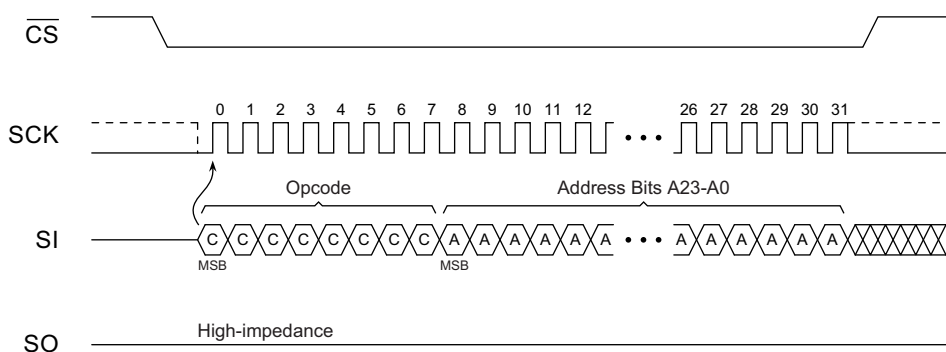 CS
0 1 2 3 4 5 6 7 8 9 10 11 12 26 27 28 29 30 31
SCK
Opcode Address Bits A23-A0
SI C C C C C C C C A A A A A A A A A A A A
MSB MSB
High-impedance
SO